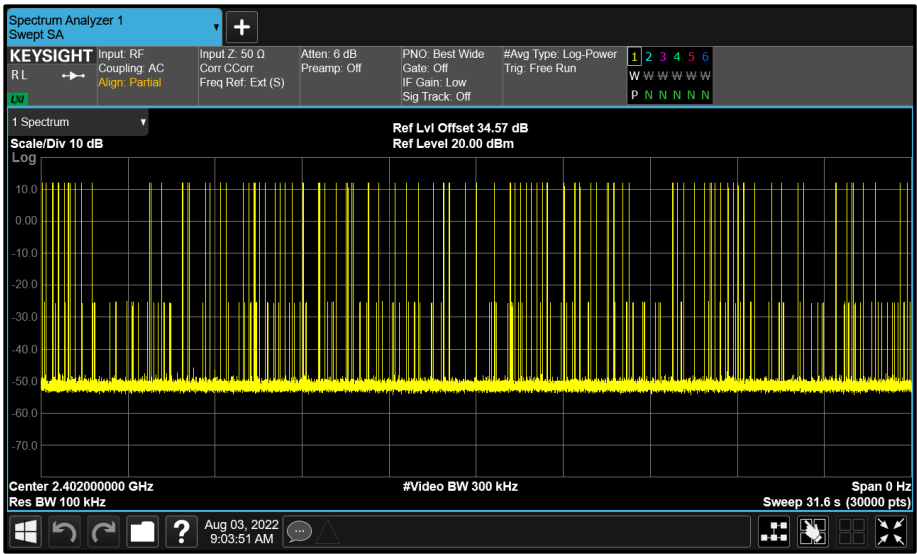 Spectrum Analyzer 1
Swept SA
+
KEYSIGHT
R L
LXI
Input: RF
Coupling: AC
Align: Partial
Input Z: 50 Ω
Corr CCorr
Freq Ref: Ext (S)
Atten: 6 dB
Preamp: Off
PNO: Best Wide
Gate: Off
IF Gain: Low
Sig Track: Off
#Avg Type: Log-Power
Trig: Free Run
1 2 3 4 5 6
W W W W W W
P N N N N N
1 Spectrum
Scale/Div 10 dB
Ref Lvl Offset 34.57 dB
Ref Level 20.00 dBm
Log
10.0
0.00
-10.0
-20.0
-30.0
-40.0
-50.0
-60.0
-70.0
Center 2.402000000 GHz
#Video BW 300 kHz
Span 0 Hz
Res BW 100 kHz
Sweep 31.6 s (30000 pts)
?
Aug 03, 2022
9:03:51 AM